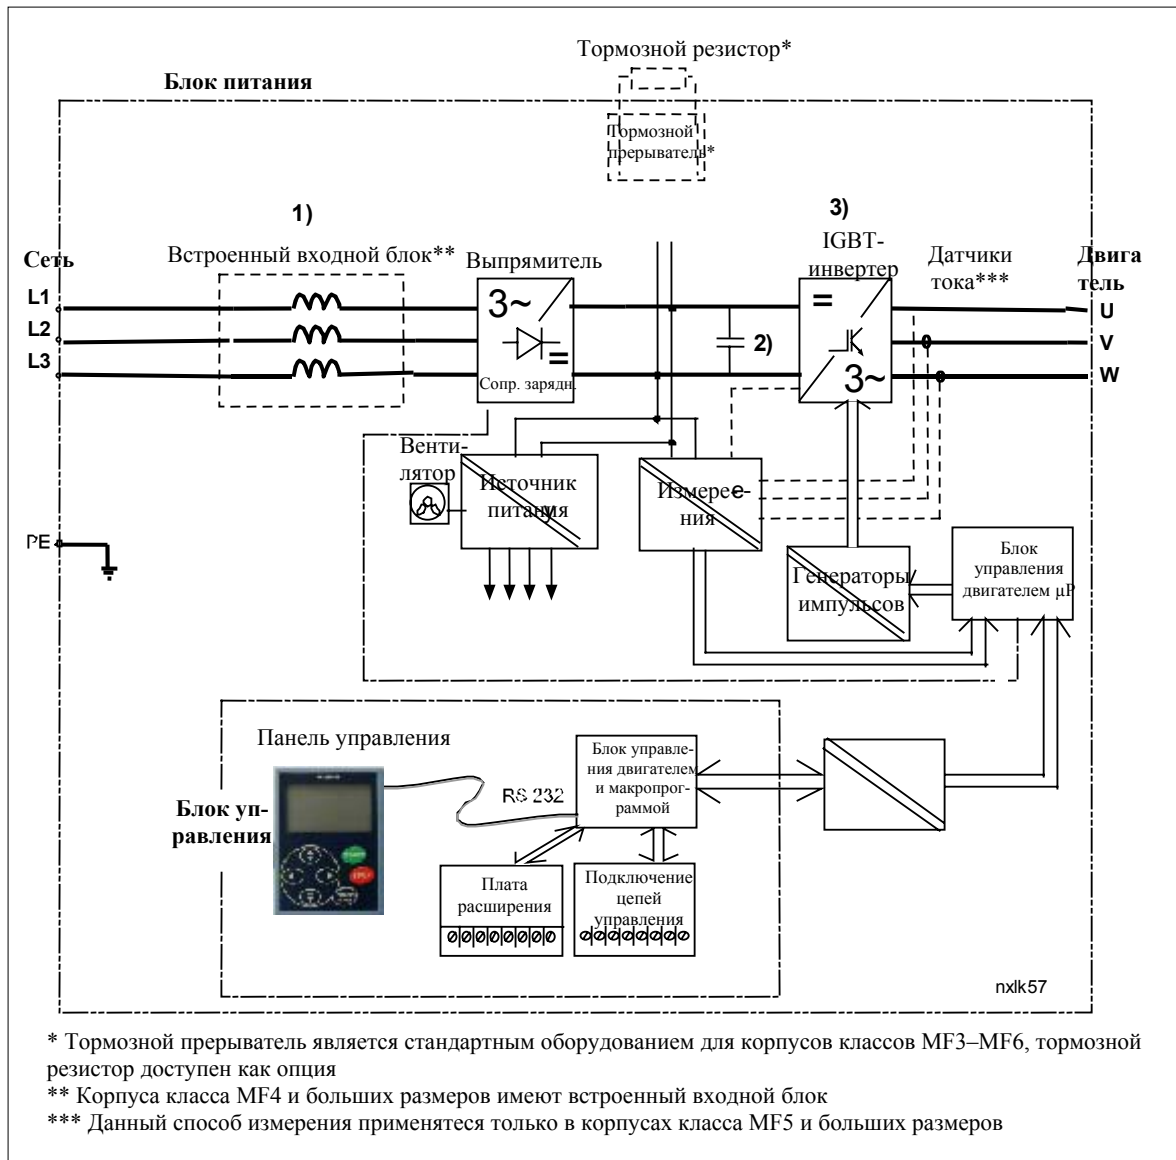 Тормозной резистор*
Блок питания
Тормозной
прерыватель*
1)
3)
Встроенный входной блок**
Выпрямитель
IGBT-
инвертер
Датчики
тока***
Сеть
Двига
тель
L1
L2
L3
3~
=
Сопр. зарядн.
2)
=
3~
U
V
W
Венти-
лятор
Источник
питания
Измере-
ния
PE
Генераторы
импульсов
Блок
управления
двигателем µP
Панель управления
Блок уп-
равления
RS 232
Блок управле-
ния двигателем
и макропрог-
раммой
Плата
расширения
Подключение
цепей
управления
nxlk57
* Тормозной прерыватель является стандартным оборудованием для корпусов классов MF3–MF6, тормозной
резистор доступен как опция
** Корпуса класса MF4 и больших размеров имеют встроенный входной блок
*** Данный способ измерения применятеся только в корпусах класса MF5 и больших размеров